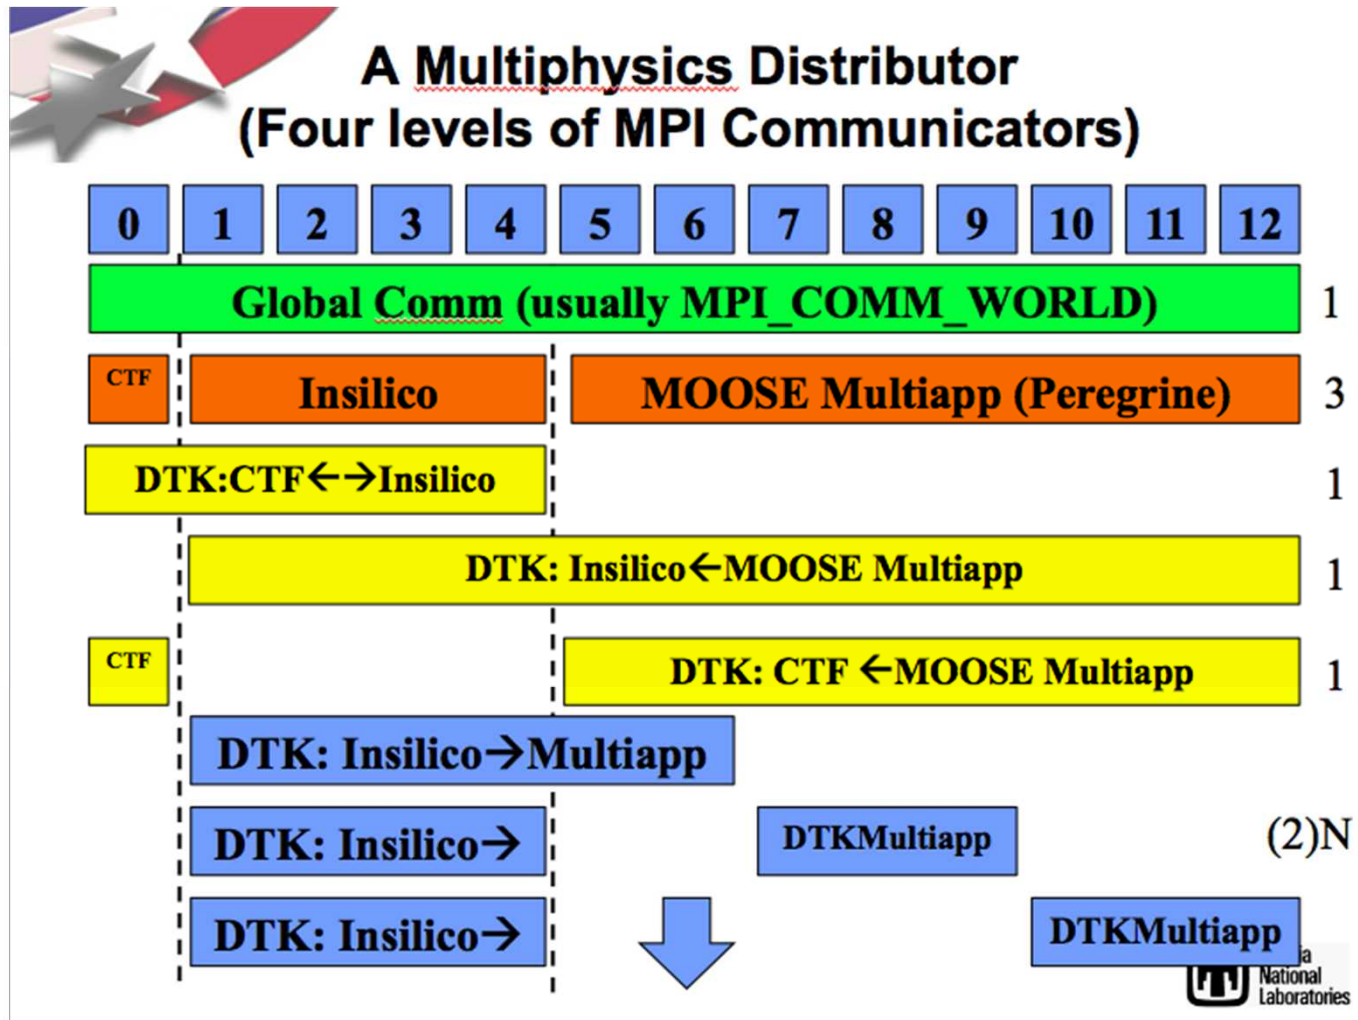 A Multiphysics Distributor
(Four levels of MPI Communicators)
0 1 2 3 4 5 6 7 8 9 10 11 12
Global Comm (usually MPI_COMM_WORLD) 1
CTF Insilico MOOSE Multiapp (Peregrine) 3
DTK:CTF←→Insilico 1
DTK: Insilico←MOOSE Multiapp 1
CTF DTK: CTF ←MOOSE Multiapp 1
DTK: Insilico→Multiapp
DTK: Insilico→ DTKMultiapp (2)N
DTK: Insilico→ DTKMultiapp
National
Laboratories